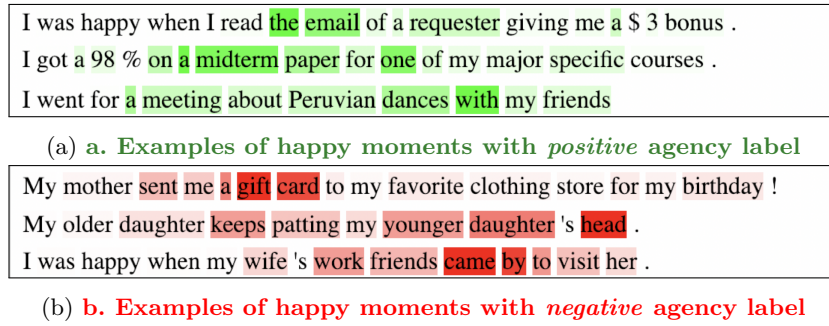 I was happy when I read the email of a requester giving me a $ 3 bonus .
I got a 98 % on a midterm paper for one of my major specific courses .
I went for a meeting about Peruvian dances with my friends
(a) a. Examples of happy moments with positive agency label
My mother sent me a gift card to my favorite clothing store for my birthday !
My older daughter keeps patting my younger daughter 's head .
I was happy when my wife 's work friends came by to visit her .
(b) b. Examples of happy moments with negative agency label